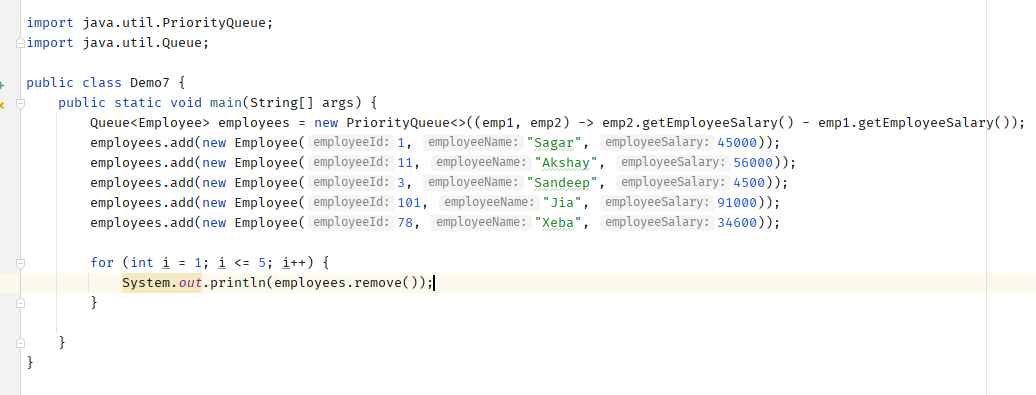 import java.util.PriorityQueue;
import java.util.Queue;
public class Demo7 {
public static void main(String[] args) {
Queue<Employee> employees = new PriorityQueue<>((emp1, emp2) -> emp2.getEmployeeSalary() - emp1.getEmployeeSalary());
employees.add(new Employee( employeeId: 1, employeeName: "Sagar", employeeSalary: 45000));
employees.add(new Employee( employeeId: 11, employeeName: "Akshay", employeeSalary: 56000));
employees.add(new Employee( employeeId: 3, employeeName: "Sandeep", employeeSalary: 4500));
employees.add(new Employee( employeeId: 101, employeeName: "Jia", employeeSalary: 91000));
employees.add(new Employee( employeeId: 78, employeeName: "Xeba", employeeSalary: 34600));
for (int i = 1; i <= 5; i++) {
System.out.println(employees.remove());
}
}
}